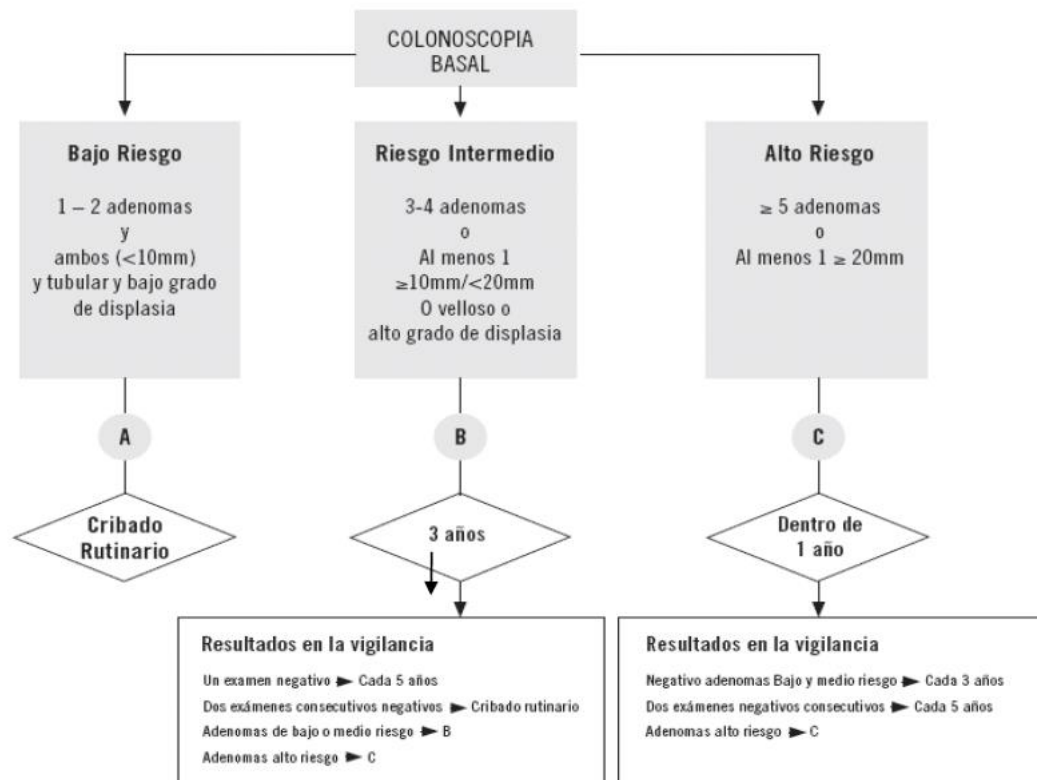 COLONOSCOPIA
BASAL
Bajo Riesgo
1 – 2 adenomas
y
ambos (<10mm)
y tubular y bajo grado
de displasia
Riesgo Intermedio
3-4 adenomas
o
Al menos 1
≥10mm/<20mm
O velloso o
alto grado de displasia
Alto Riesgo
≥ 5 adenomas
o
Al menos 1 ≥ 20mm
A
B
C
Cribado
Rutinario
3 años
Dentro de
1 año
Resultados en la vigilancia
Un examen negativo ► Cada 5 años
Dos exámenes consecutivos negativos ► Cribado rutinario
Adenomas de bajo o medio riesgo ► B
Adenomas alto riesgo ► C
Resultados en la vigilancia
Negativo adenomas Bajo y medio riesgo ► Cada 3 años
Dos exámenes negativos consecutivos ► Cada 5 años
Adenomas alto riesgo ► C